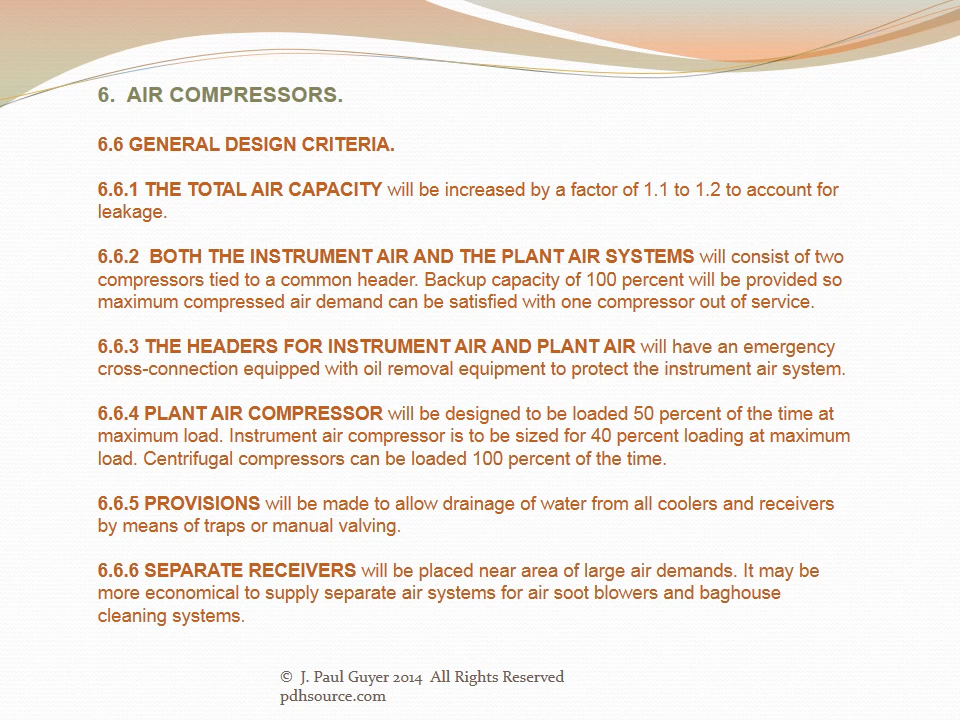 6.  AIR COMPRESSORS.
6.6 GENERAL DESIGN CRITERIA.
6.6.1 THE TOTAL AIR CAPACITY will be increased by a factor of 1.1 to 1.2 to account for
leakage.
6.6.2  BOTH THE INSTRUMENT AIR AND THE PLANT AIR SYSTEMS will consist of two
compressors tied to a common header. Backup capacity of 100 percent will be provided so
maximum compressed air demand can be satisfied with one compressor out of service.
6.6.3 THE HEADERS FOR INSTRUMENT AIR AND PLANT AIR will have an emergency
cross-connection equipped with oil removal equipment to protect the instrument air system.
6.6.4 PLANT AIR COMPRESSOR will be designed to be loaded 50 percent of the time at
maximum load. Instrument air compressor is to be sized for 40 percent loading at maximum
load. Centrifugal compressors can be loaded 100 percent of the time.
6.6.5 PROVISIONS will be made to allow drainage of water from all coolers and receivers
by means of traps or manual valving.
6.6.6 SEPARATE RECEIVERS will be placed near area of large air demands. It may be
more economical to supply separate air systems for air soot blowers and baghouse
cleaning systems.
© J. Paul Guyer 2014 All Rights Reserved
pdhsource.com